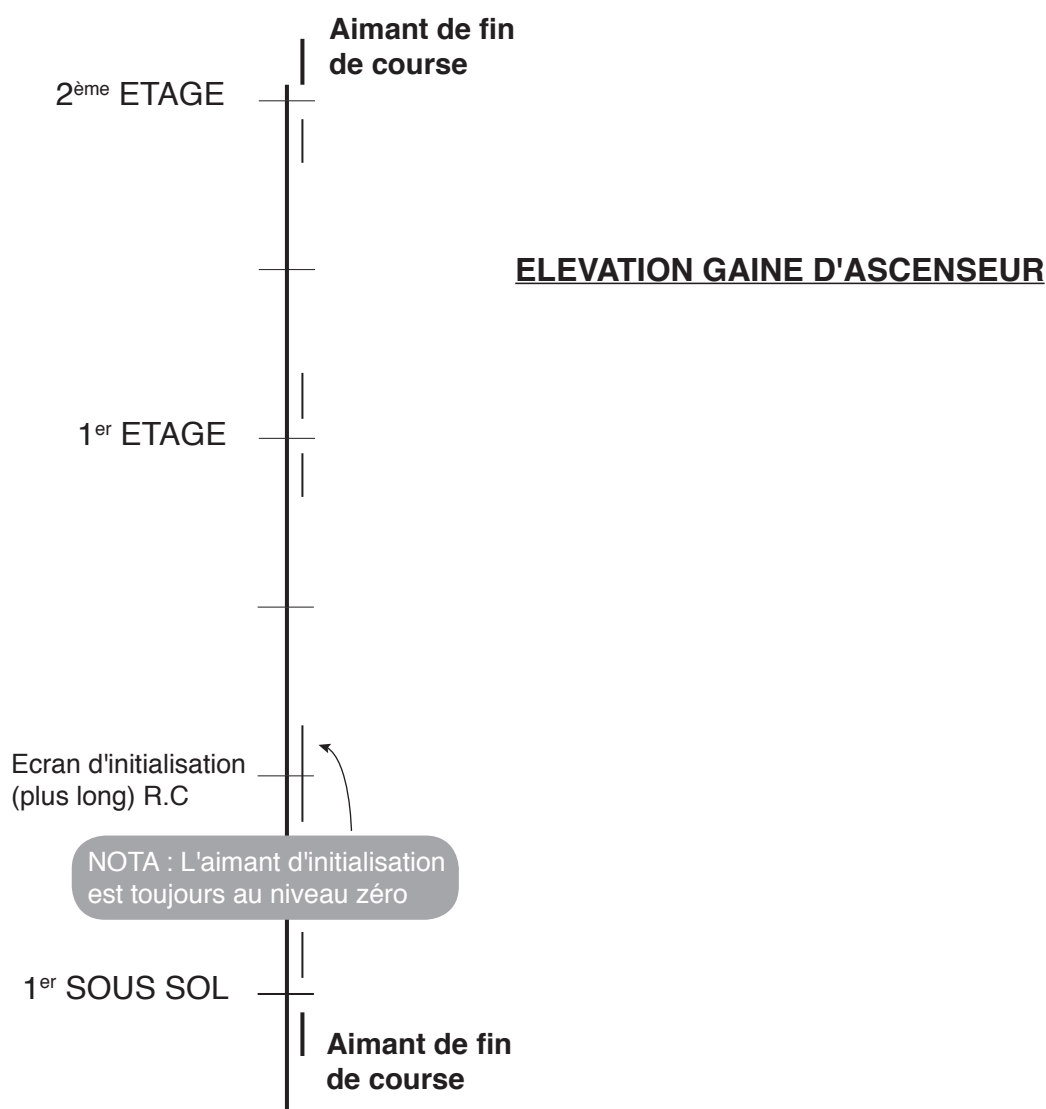 Aimant de fin
de course
2ème ETAGE
ELEVATION GAINE D'ASCENSEUR
1er ETAGE
Ecran d'initialisation
(plus long) R.C
NOTA : L'aimant d'initialisation
est toujours au niveau zéro
1er SOUS SOL
Aimant de fin
de course